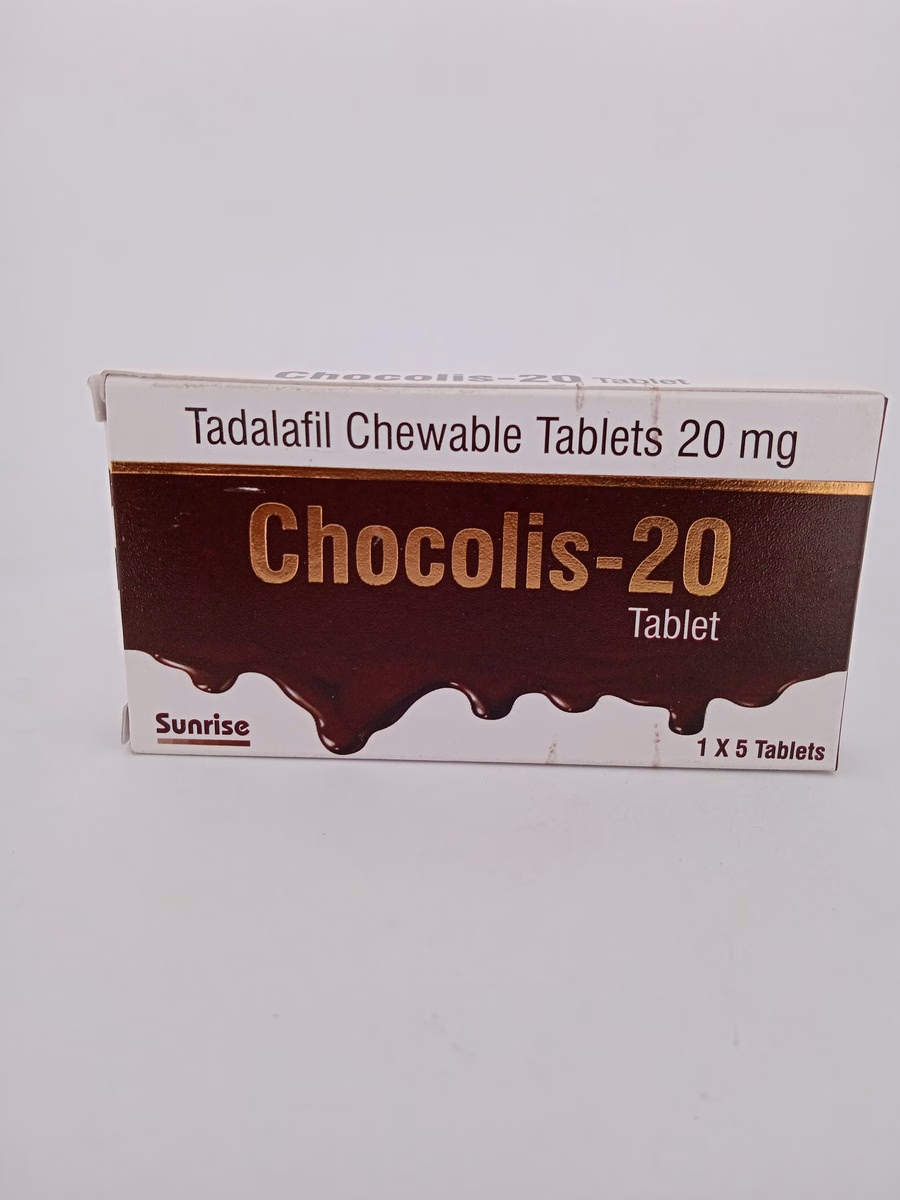 Chocolis-20 Tablet
Tadalafil Chewable Tablets 20 mg
Chocolis-20
Tablet
Sunrise
1 X 5 Tablets